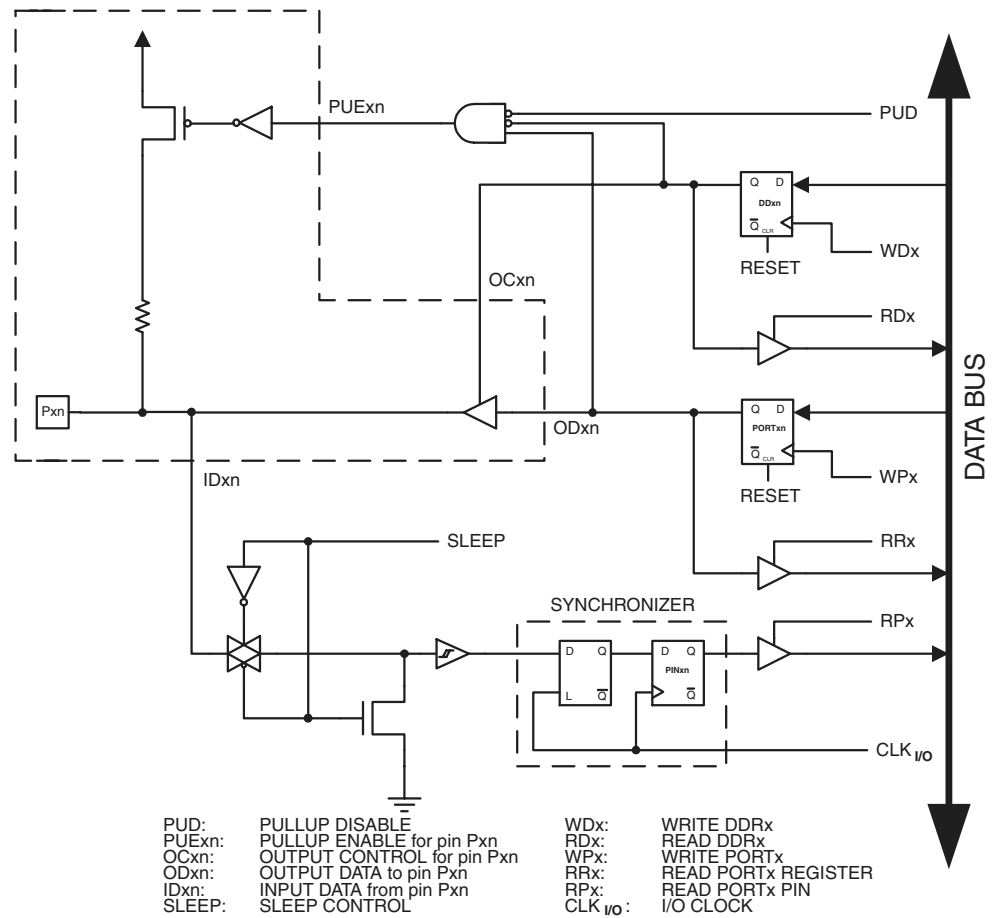 PUExn
PUD
Q D
DDxn
Q CLR
WDx
RESET
OCxn
RDx
Pxn
ODxn
Q D
PORTxn
Q CLR
WPx
RESET
IDxn
DATA BUS
SLEEP
RRx
SYNCHRONIZER
RPx
D Q
L Q
D Q
PINxn
Q
CLK I/O
PUD: PULLUP DISABLE
PUExn: PULLUP ENABLE for pin Pxn
OCxn: OUTPUT CONTROL for pin Pxn
ODxn: OUTPUT DATA to pin Pxn
IDxn: INPUT DATA from pin Pxn
SLEEP: SLEEP CONTROL
WDx: WRITE DDRx
RDx: READ DDRx
WPx: WRITE PORTx
RRx: READ PORTx REGISTER
RPx: READ PORTx PIN
CLK I/O : I/O CLOCK